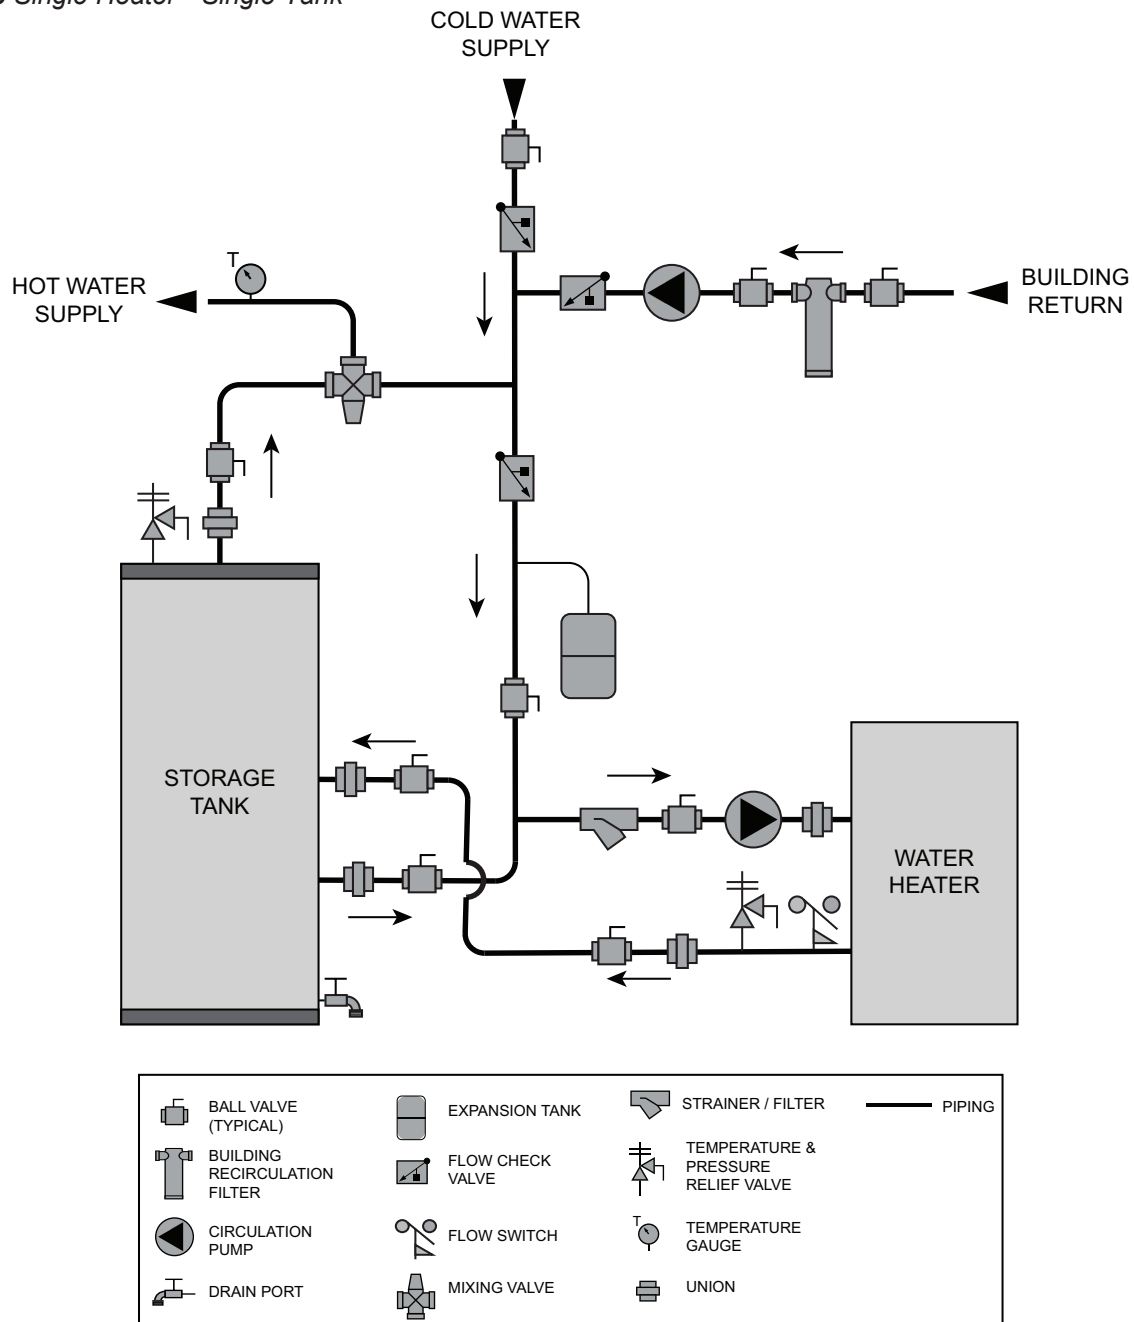 Single Heater - Single Tank
COLD WATER
SUPPLY
T
HOT WATER
SUPPLY
BUILDING
RETURN
STORAGE
TANK
WATER
HEATER
BALL VALVE
(TYPICAL)
BUILDING
RECIRCULATION
FILTER
CIRCULATION
PUMP
DRAIN PORT
EXPANSION TANK
FLOW CHECK
VALVE
FLOW SWITCH
MIXING VALVE
STRAINER / FILTER
TEMPERATURE &
PRESSURE
RELIEF VALVE
T
TEMPERATURE
GAUGE
UNION
PIPING